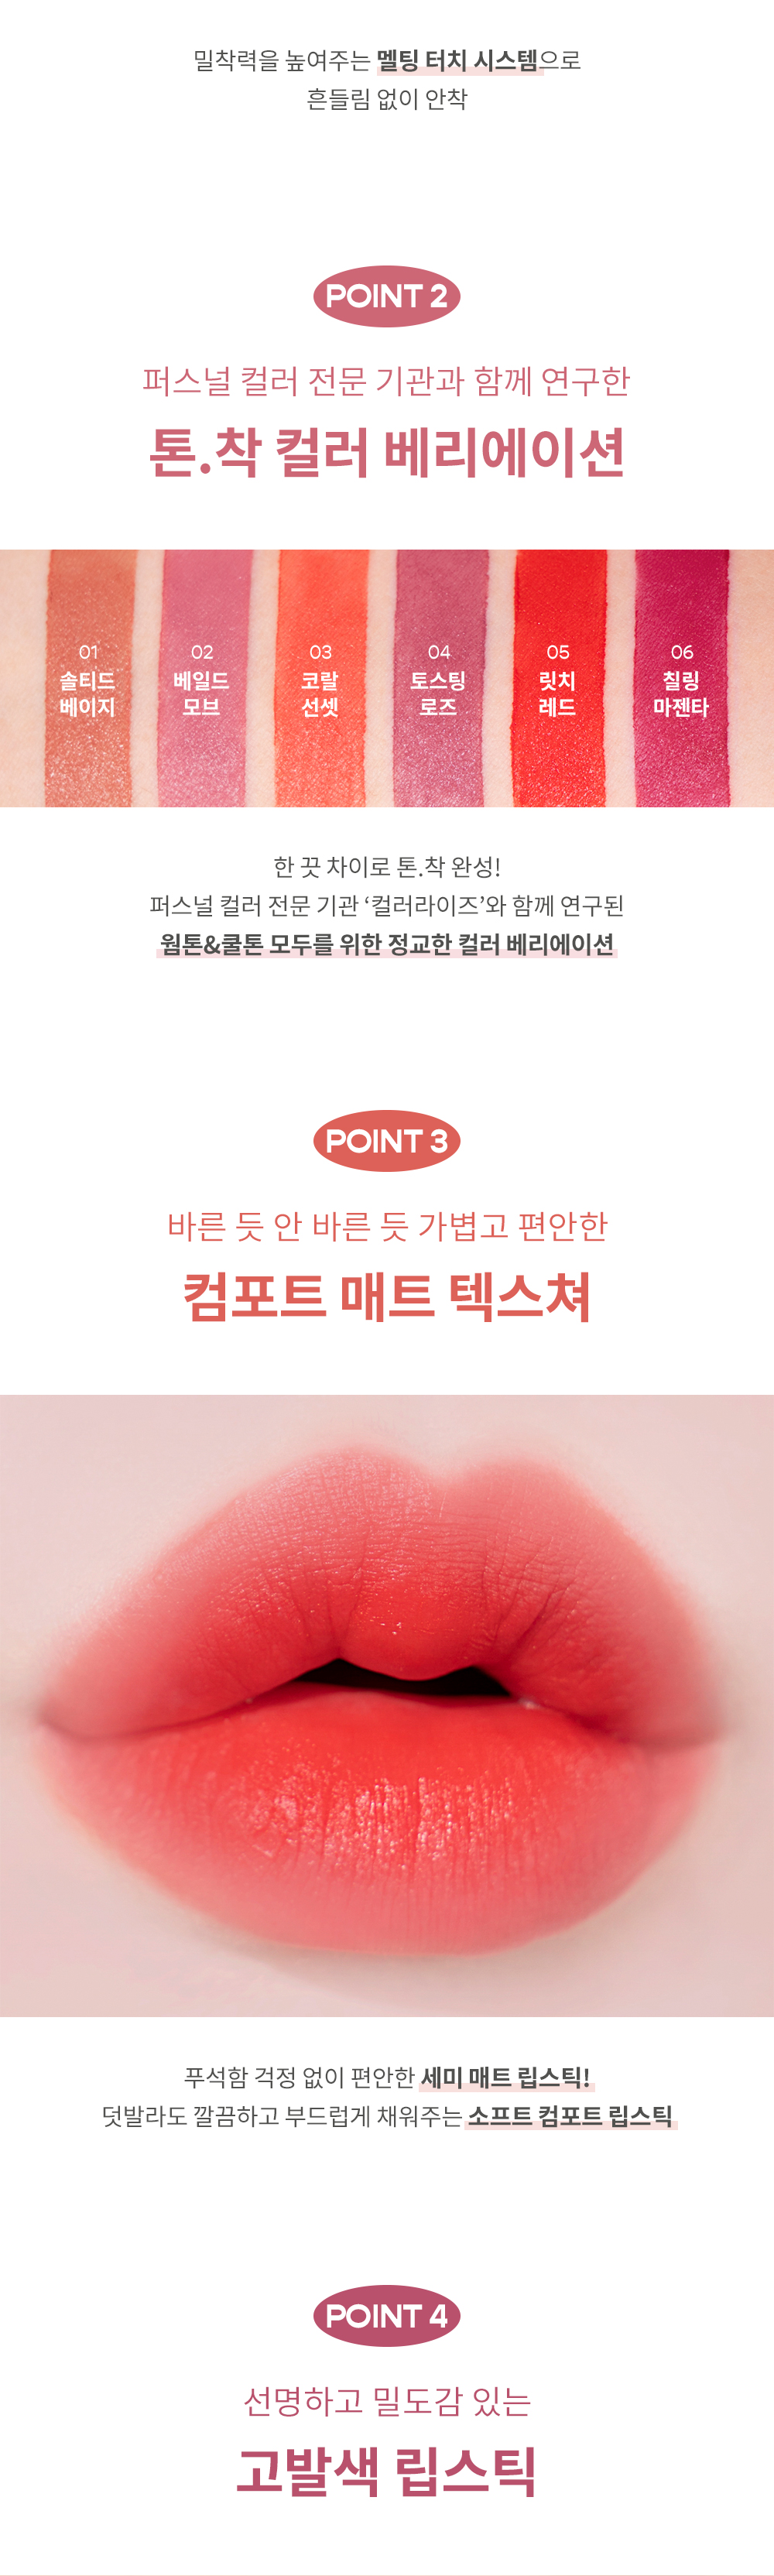 밀착력을 높여주는 멜팅 터치 시스템으로
흔들림 없이 안착
POINT 2
퍼스널 컬러 전문 기관과 함께 연구한
톤.착 컬러 베리에이션
01
솔티드
베이지
02
베일드
모브
03
코랄
선셋
04
토스팅
로즈
05
릿치
레드
06
칠링
마젠타
한 끗 차이로 톤.착 완성!
퍼스널 컬러 전문 기관 ‘컬러라이즈’와 함께 연구된
웜톤&쿨톤 모두를 위한 정교한 컬러 베리에이션
POINT 3
바른 듯 안 바른 듯 가볍고 편안한
컴포트 매트 텍스쳐
푸석함 걱정 없이 편안한 세미 매트 립스틱!
덧발라도 깔끔하고 부드럽게 채워주는 소프트 컴포트 립스틱
POINT 4
선명하고 밀도감 있는
고발색 립스틱